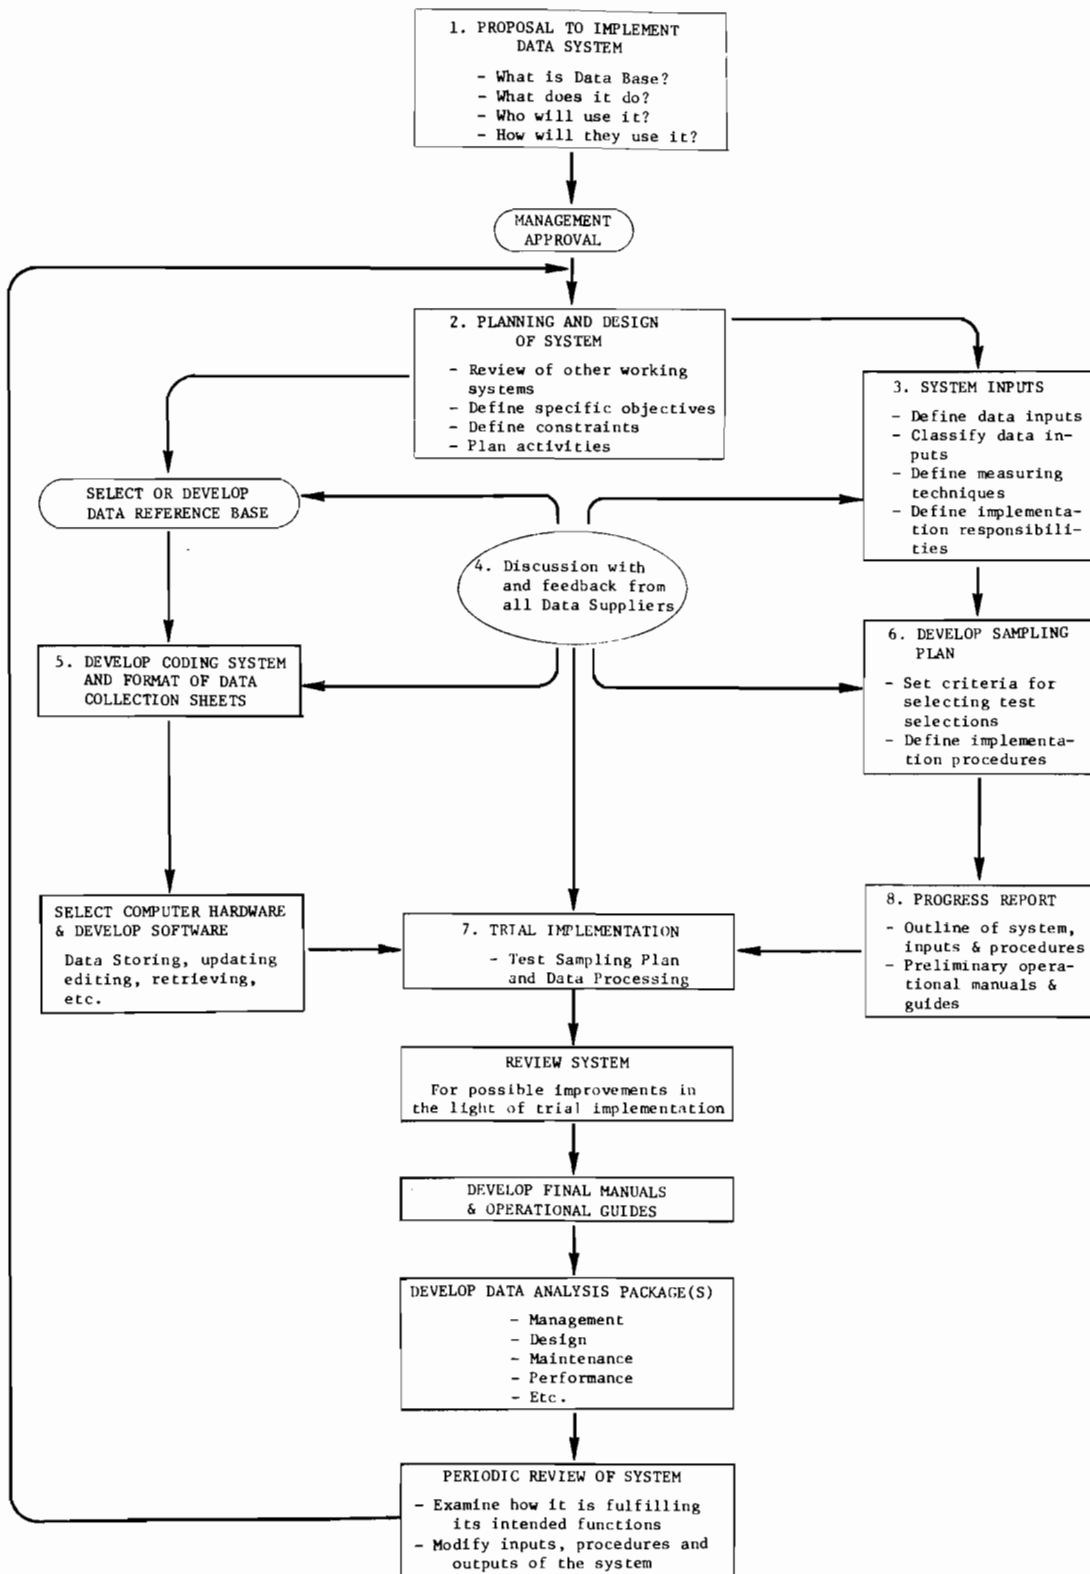 1. PROPOSAL TO IMPLEMENT
DATA SYSTEM
- What is Data Base?
- What does it do?
- Who will use it?
- How will they use it?
MANAGEMENT
APPROVAL
2. PLANNING AND DESIGN
OF SYSTEM
- Review of other working
systems
- Define specific objectives
- Define constraints
- Plan activities
3. SYSTEM INPUTS
- Define data inputs
- Classify data in-
puts
- Define measuring
techniques
- Define implementa-
tion responsibili-
ties
SELECT OR DEVELOP
DATA REFERENCE BASE
4. Discussion with
and feedback from
all Data Suppliers
5. DEVELOP CODING SYSTEM
AND FORMAT OF DATA
COLLECTION SHEETS
6. DEVELOP SAMPLING
PLAN
- Set criteria for
selecting test
selections
- Define implementa-
tion procedures
SELECT COMPUTER HARDWARE
& DEVELOP SOFTWARE
Data Storing, updating
editing, retrieving,
etc.
7. TRIAL IMPLEMENTATION
- Test Sampling Plan
and Data Processing
8. PROGRESS REPORT
- Outline of system,
inputs & procedures
- Preliminary oper-
ational manuals &
guides
REVIEW SYSTEM
For possible improvements in
the light of trial implementation
DEVELOP FINAL MANUALS
& OPERATIONAL GUIDES
DEVELOP DATA ANALYSIS PACKAGE(S)
- Management
- Design
- Maintenance
- Performance
- Etc.
PERIODIC REVIEW OF SYSTEM
- Examine how it is fulfilling
its intended functions
- Modify inputs, procedures and
outputs of the system